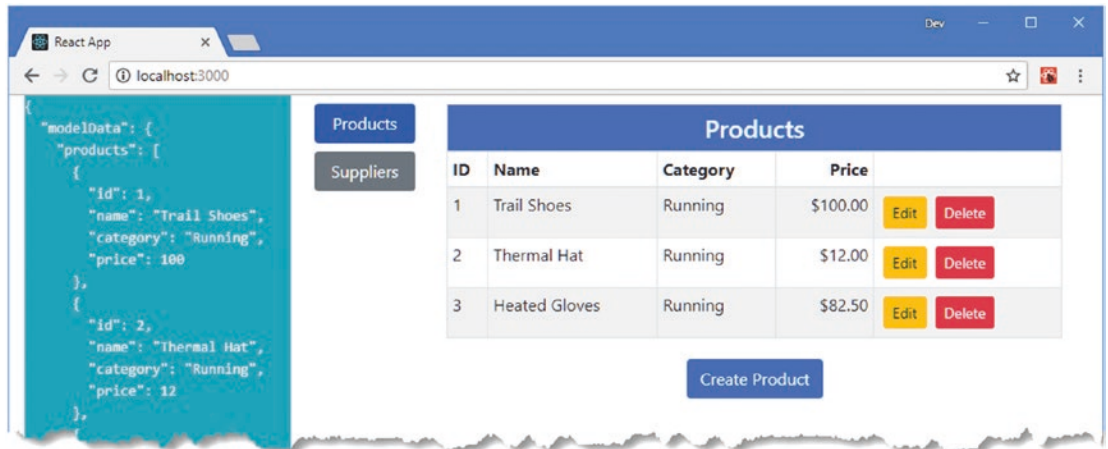 Dev
React App
localhost:3000
{
"modelData": {
"products": [
{
"id": 1,
"name": "Trail Shoes",
"category": "Running",
"price": 100
},
{
"id": 2,
"name": "Thermal Hat",
"category": "Running",
"price": 12
},
{
Products
Suppliers
Products
ID Name Category Price
1 Trail Shoes Running $100.00 Edit Delete
2 Thermal Hat Running $12.00 Edit Delete
3 Heated Gloves Running $82.50 Edit Delete
Create Product